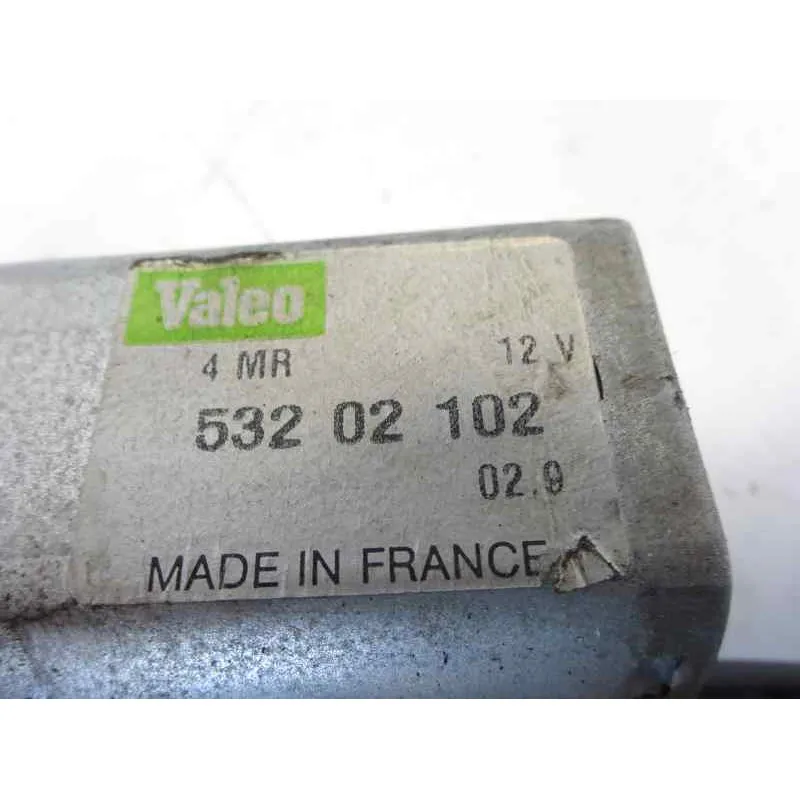 Valeo
4 MR 12 V
532 02 102
02.9
MADE IN FRANCE